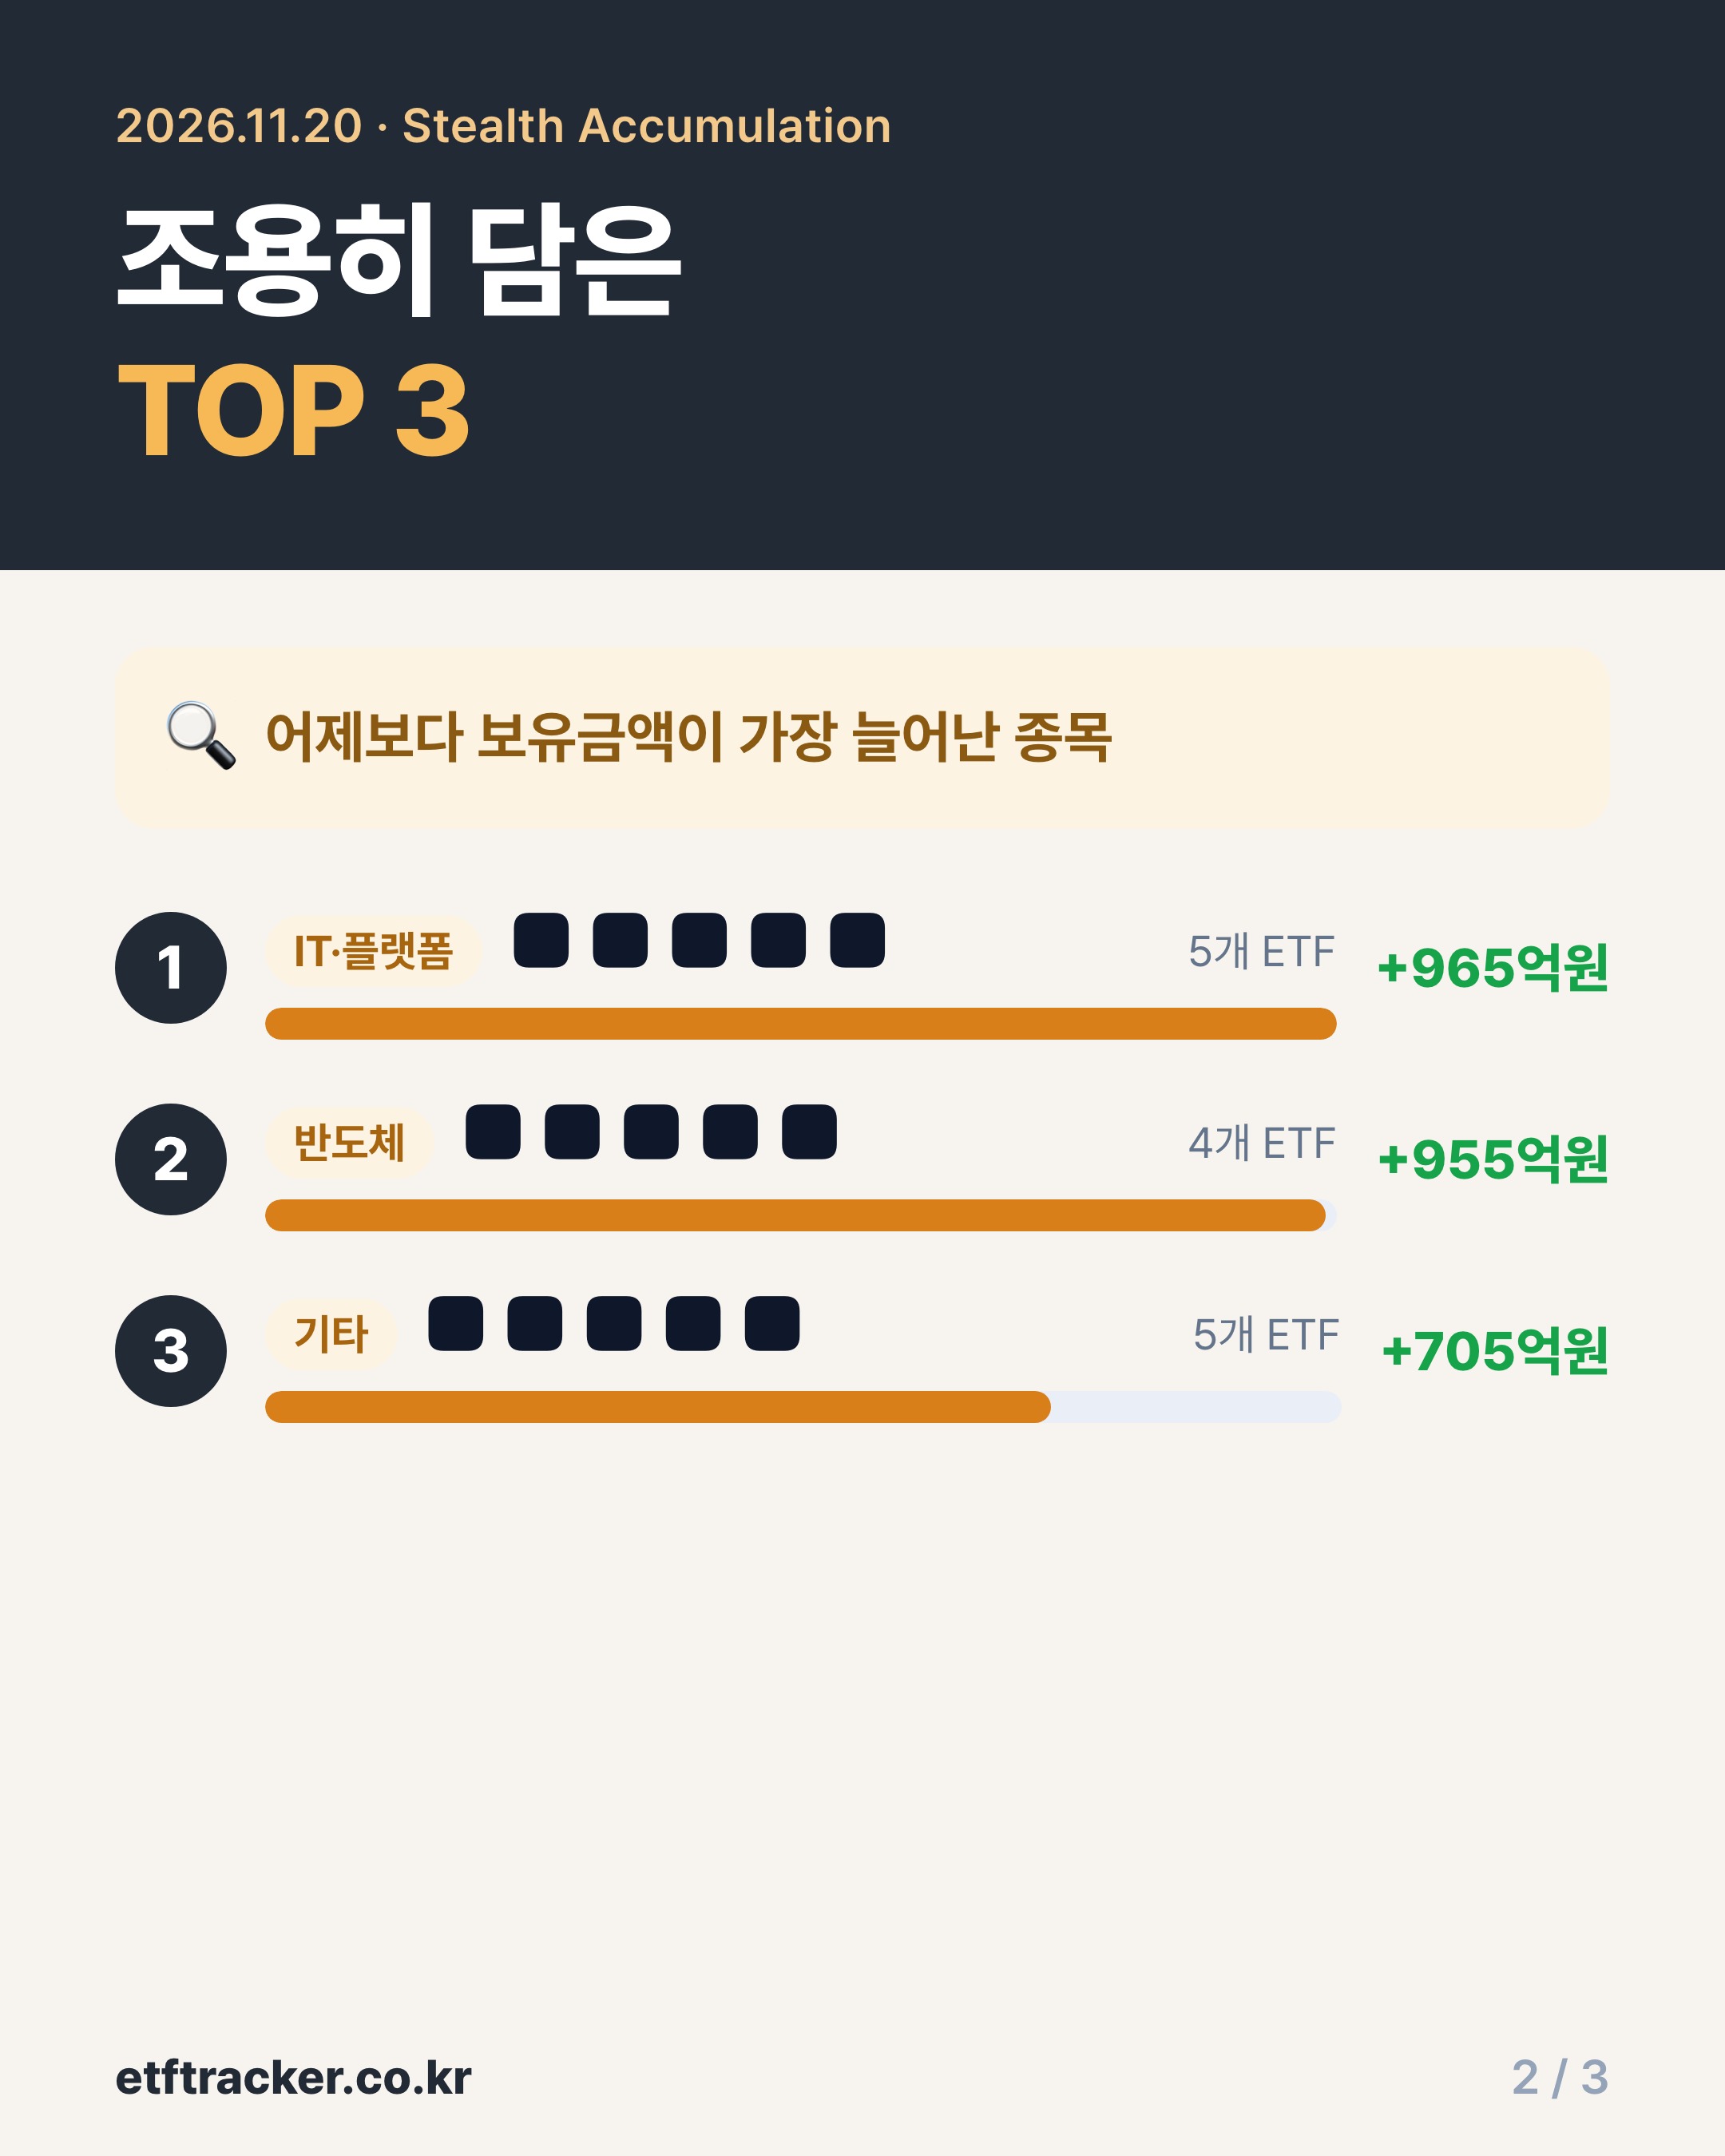 2026.11.20 · Stealth Accumulation
조용히 담은
TOP 3
어제보다 보유금액이 가장 늘어난 종목
1 IT·플랫폼 5개 ETF +965억원
2 반도체 4개 ETF +955억원
3 기타 5개 ETF +705억원
etftracker.co.kr 2 / 3